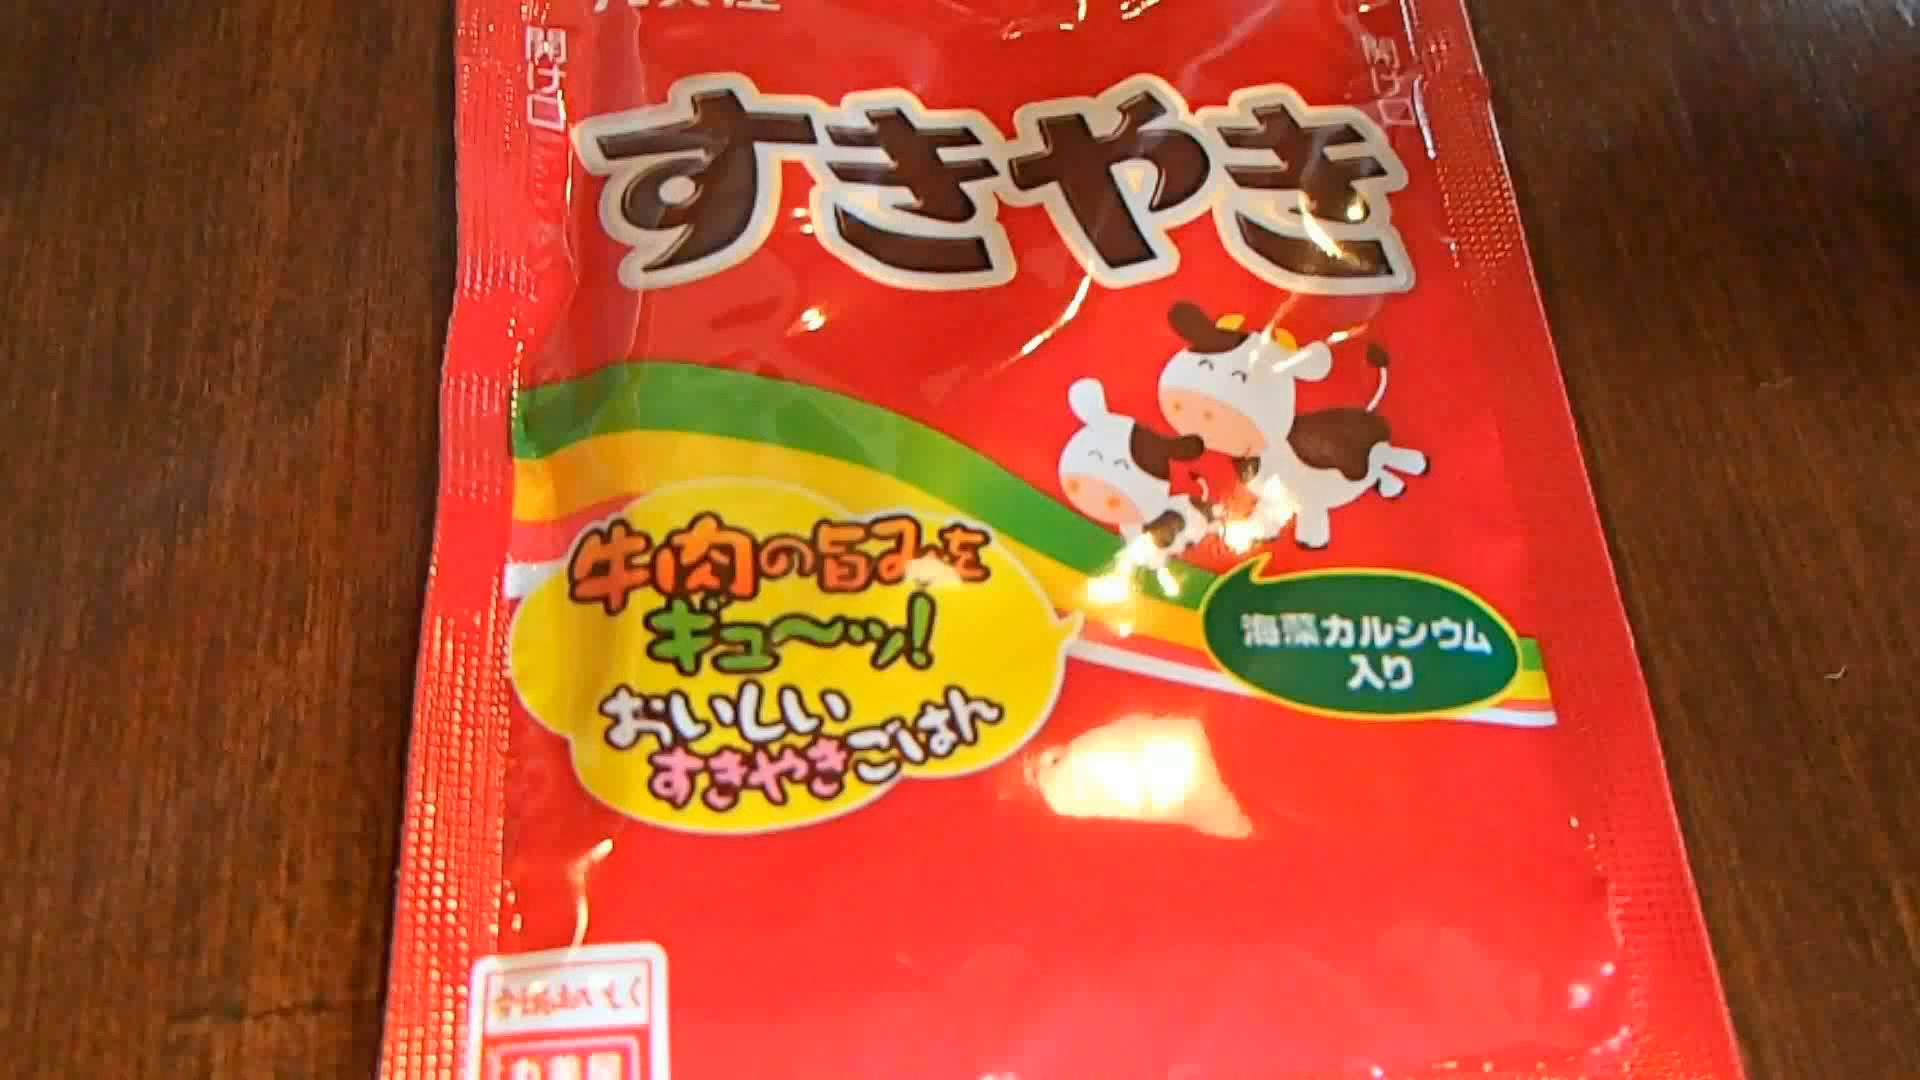 開け口
開け口
すきやき
牛肉の旨みを
ギュ〜ッ!
おいしい
すきやきごはん
海藻カルシウム
入り